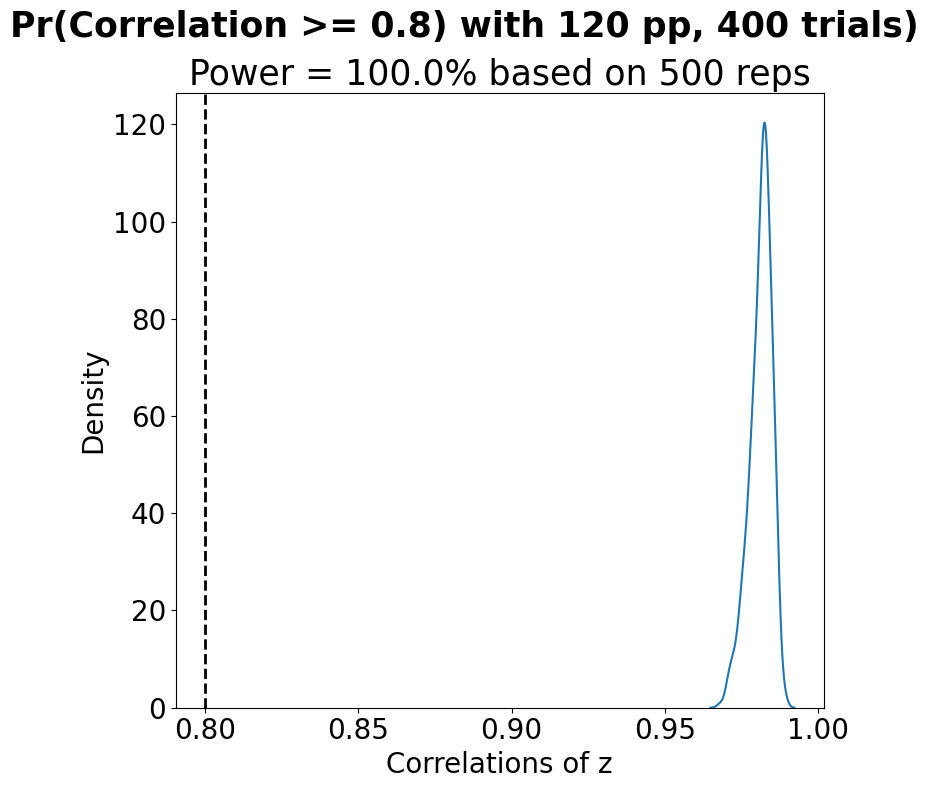 Pr(Correlation >= 0.8) with 120 pp, 400 trials)
Power = 100.0% based on 500 reps
120
100
80
60
40
20
0
Density
0.80 0.85 0.90 0.95 1.00
Correlations of z